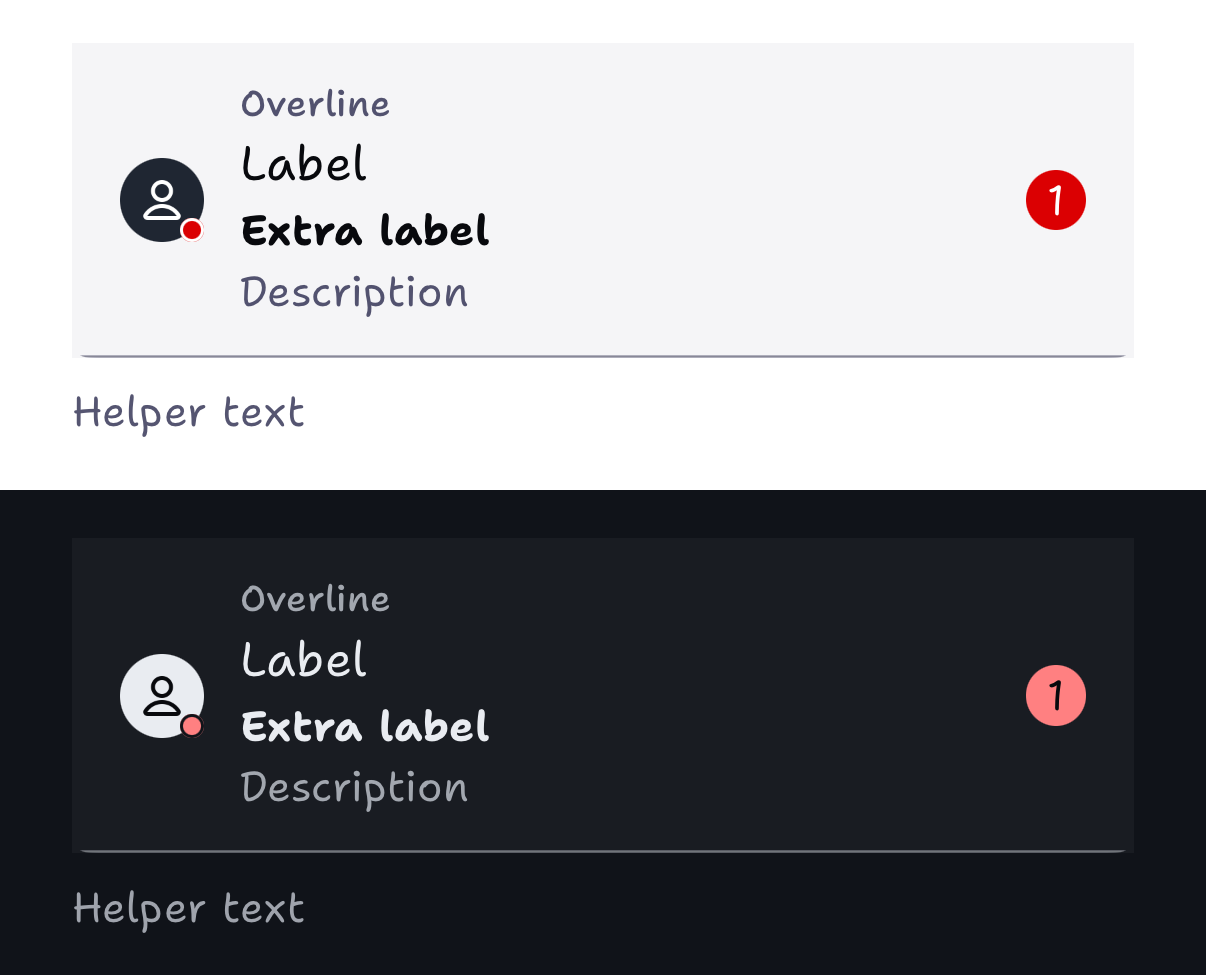 Overline
Label
Extra label
Description
1
Helper text
Overline
Label
Extra label
Description
1
Helper text